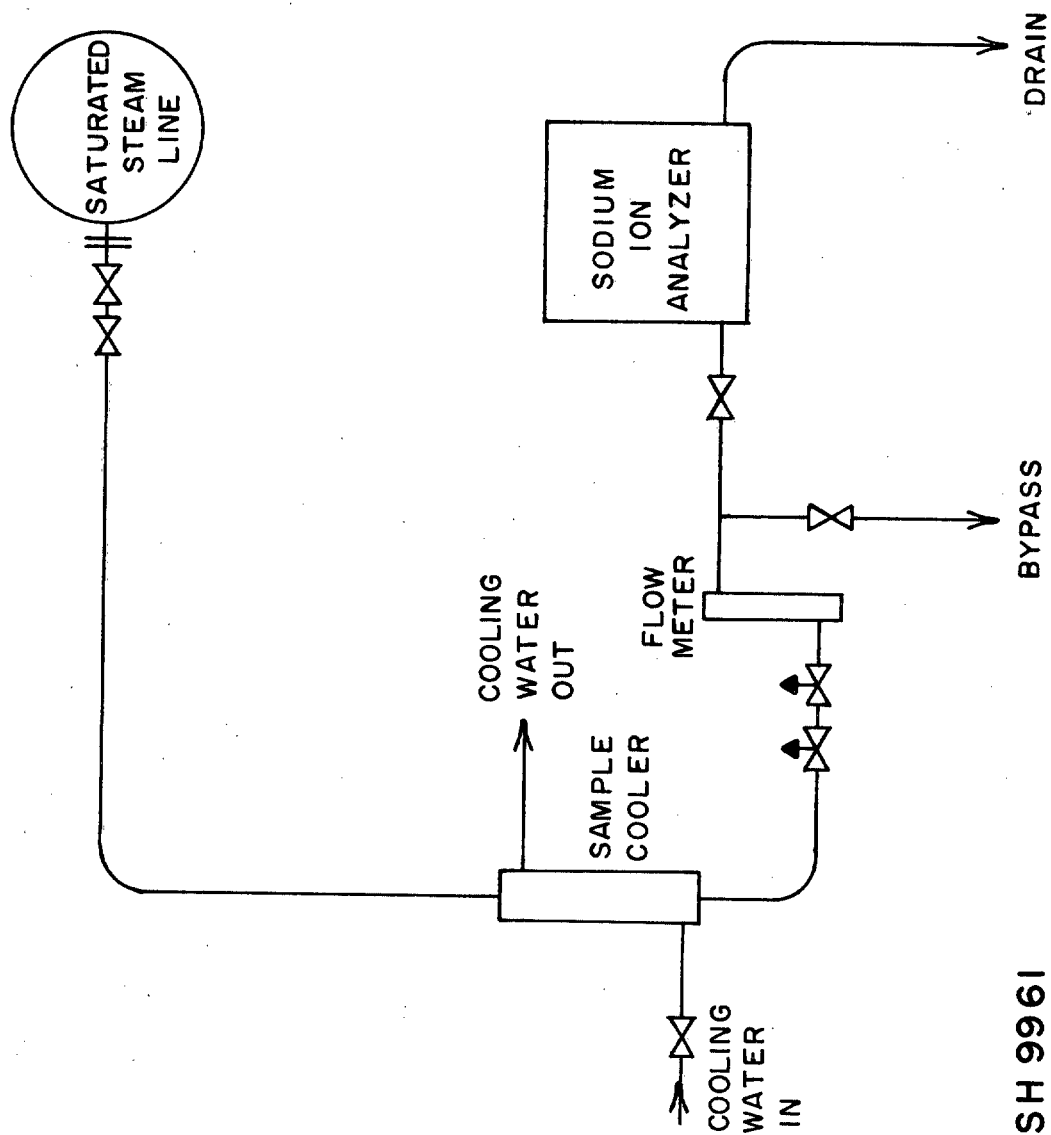 SATURATED
STEAM
LINE
COOLING
WATER
OUT
SAMPLE
COOLER
COOLING
WATER
IN
FLOW
METER
SODIUM
ION
ANALYZER
BYPASS
DRAIN
SH 9961